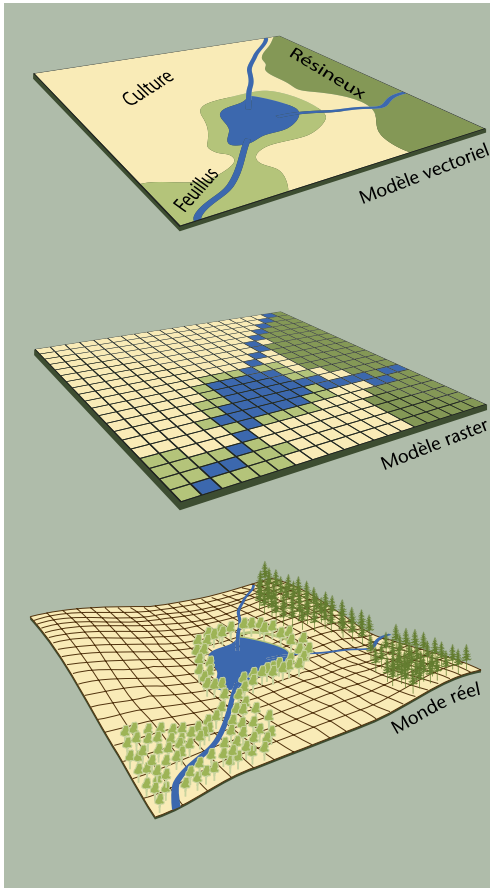 Culture
Résineux
Feuillus
Modèle vectoriel
Modèle raster
Monde réel